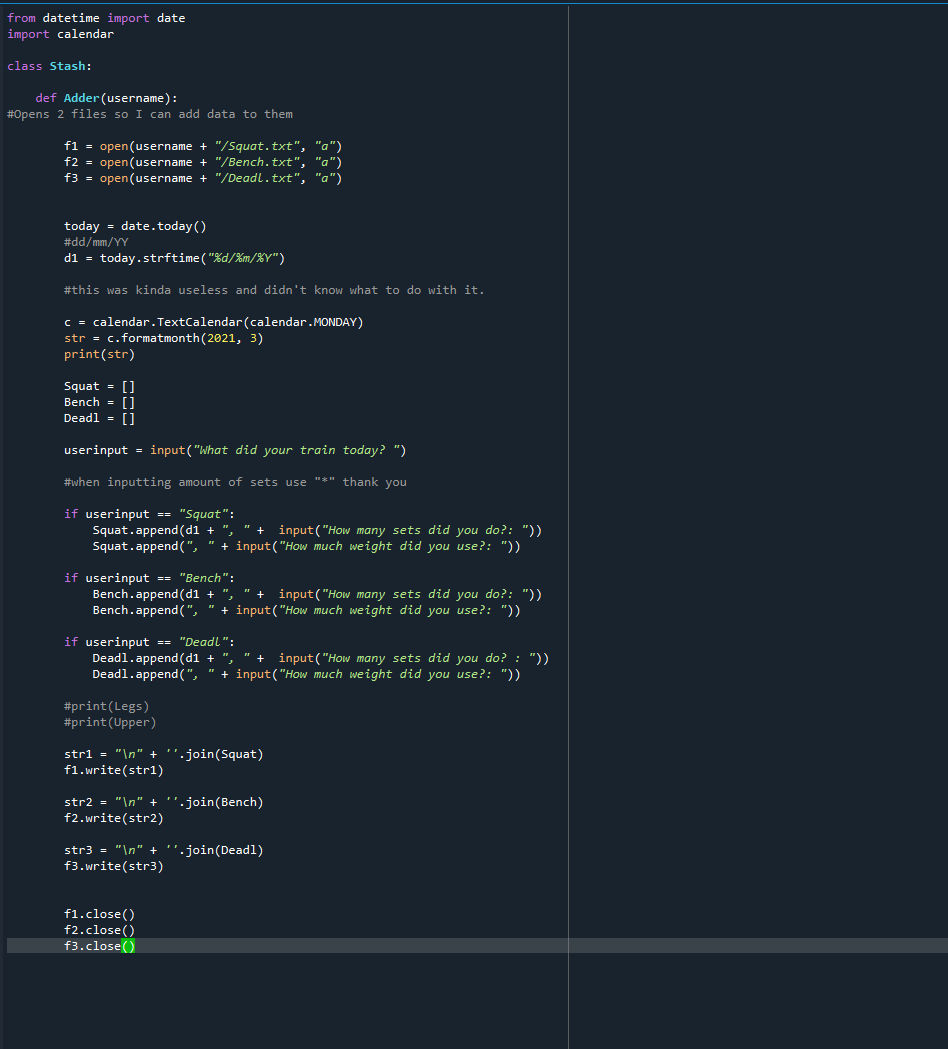 from datetime import date
import calendar
class Stash:
    def Adder(username):
#Opens 2 files so I can add data to them
        f1 = open(username + "/Squat.txt", "a")
        f2 = open(username + "/Bench.txt", "a")
        f3 = open(username + "/Deadl.txt", "a")
        today = date.today()
        #dd/mm/YY
        d1 = today.strftime("%d/%m/%Y")
        #this was kinda useless and didn't know what to do with it.
        c = calendar.TextCalendar(calendar.MONDAY)
        str = c.formatmonth(2021, 3)
        print(str)
        Squat = []
        Bench = []
        Deadl = []
        userinput = input("What did your train today? ")
        #when inputting amount of sets use "*" thank you
        if userinput == "Squat":
            Squat.append(d1 + ", " +  input("How many sets did you do?: "))
            Squat.append(", " + input("How much weight did you use?: "))
        if userinput == "Bench":
            Bench.append(d1 + ", " +  input("How many sets did you do?: "))
            Bench.append(", " + input("How much weight did you use?: "))
        if userinput == "Deadl":
            Deadl.append(d1 + ", " +  input("How many sets did you do? : "))
            Deadl.append(", " + input("How much weight did you use?: "))
        #print(Legs)
        #print(Upper)
        str1 = "\n" + ''.join(Squat)
        f1.write(str1)
        str2 = "\n" + ''.join(Bench)
        f2.write(str2)
        str3 = "\n" + ''.join(Deadl)
        f3.write(str3)
        f1.close()
        f2.close()
        f3.close()